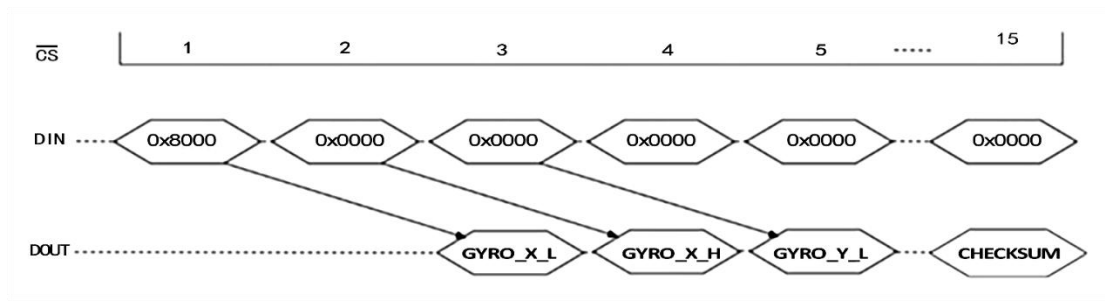 CS 1 2 3 4 5 ..... 15
DIN 0x8000 0x0000 0x0000 0x0000 0x0000 0x0000
DOUT GYRO_X_L GYRO_X_H GYRO_Y_L CHECKSUM